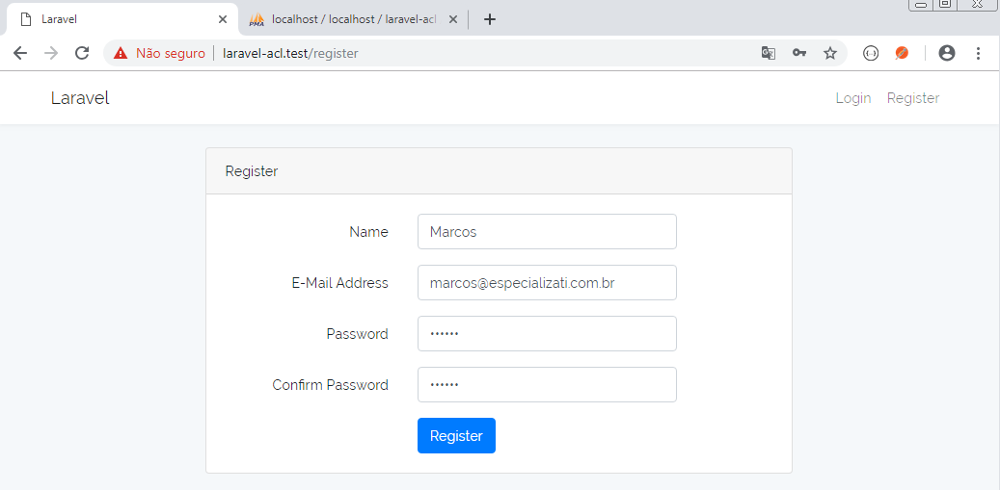 Laravel
localhost / localhost / laravel-acl
Não seguro
laravel-acl.test/register
Laravel
Login
Register
Register
Name
Marcos
E-Mail Address
marcos@especializati.com.br
Password
••••••
Confirm Password
••••••
Register